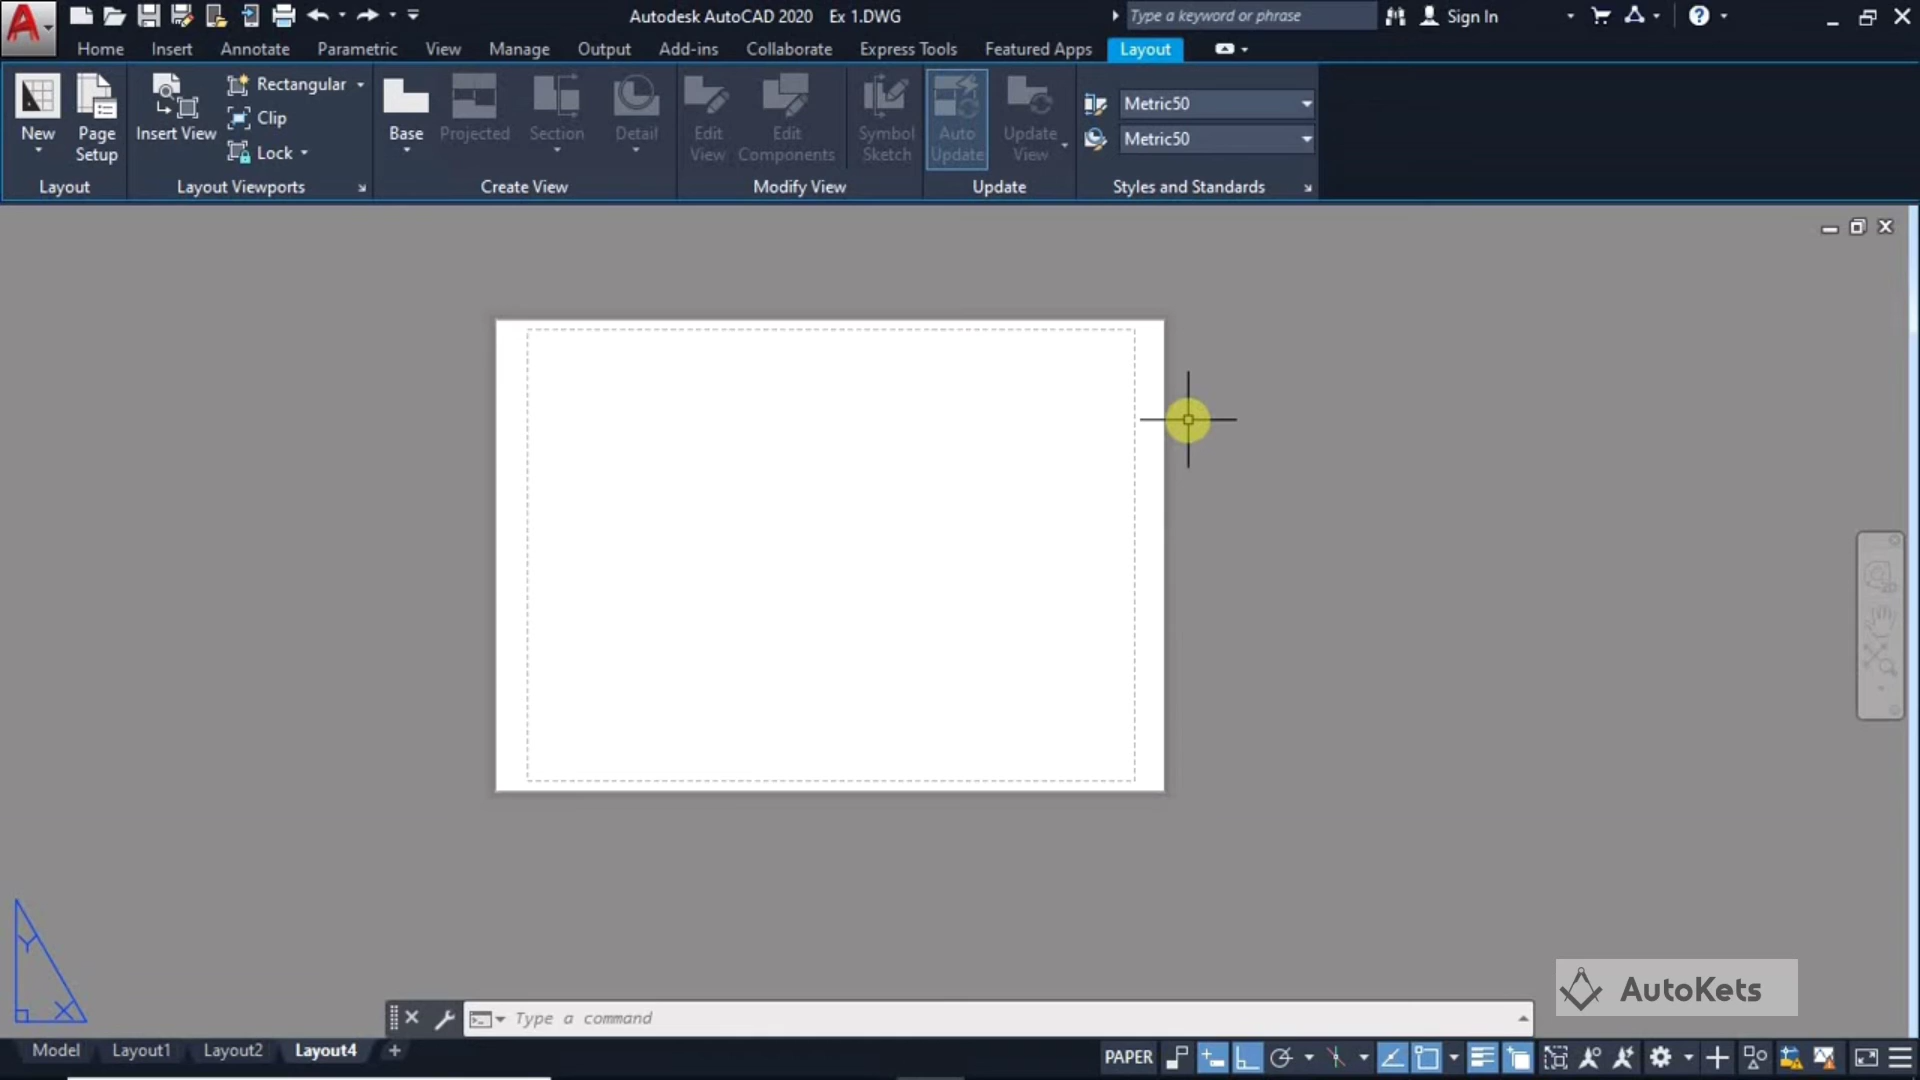 Autodesk AutoCAD 2020 Ex 1.DWG
Type a keyword or phrase
Sign In
Home Insert Annotate Parametric View Manage Output Add-ins Collaborate Express Tools Featured Apps Layout
New
Page Setup
Insert View
Rectangular
Clip
Lock
Base
Projected
Section
Detail
Edit View
Edit Components
Symbol Sketch
Auto Update
Update View
Metric50
Metric50
Layout
Layout Viewports
Create View
Modify View
Update
Styles and Standards
Y
X
AutoKets
Type a command
Model Layout1 Layout2 Layout4
PAPER